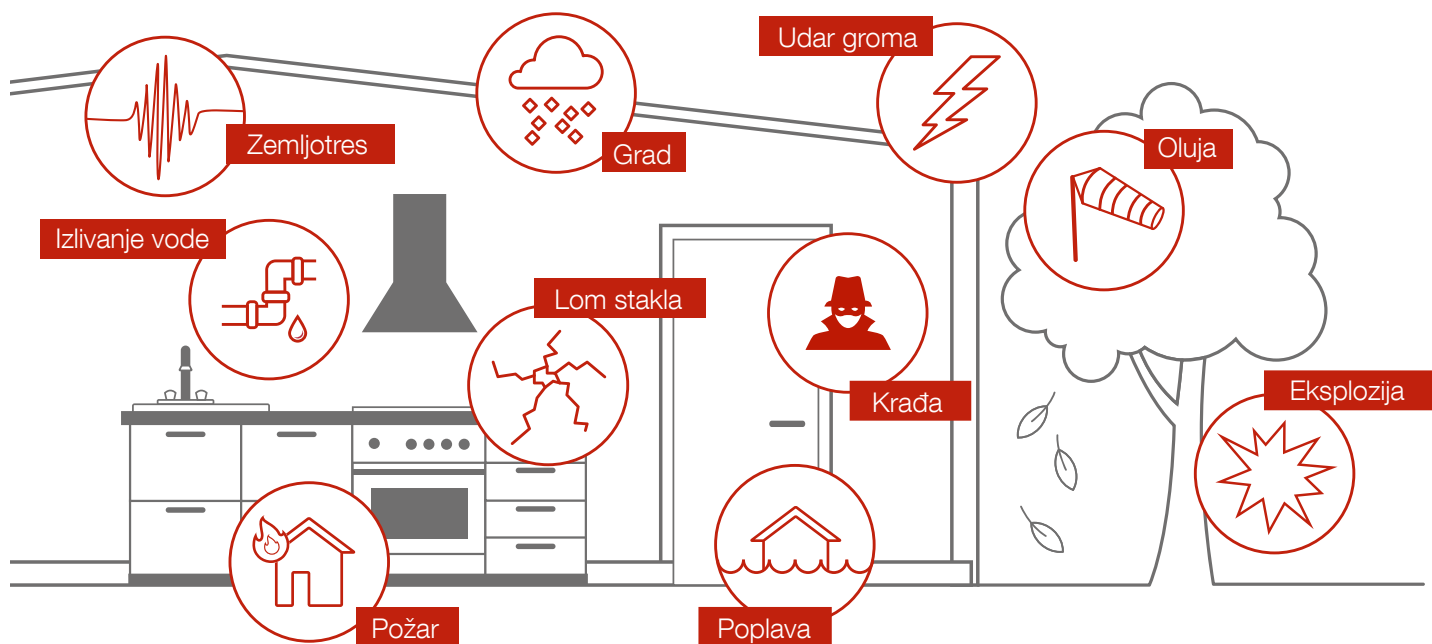 Udar groma
Zemljotres
Grad
Oluja
Izlivanje vode
Lom stakla
Krađa
Eksplozija
Požar
Poplava